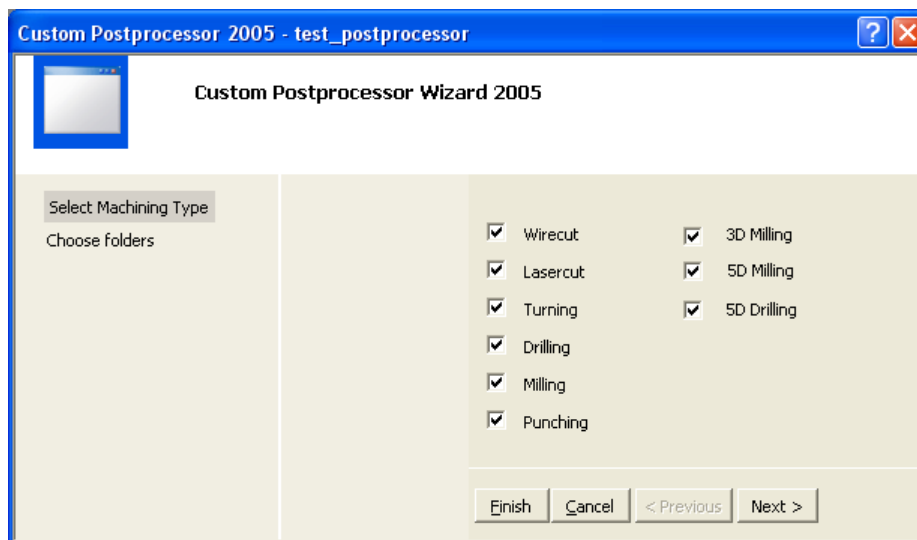 Custom Postprocessor 2005 - test_postprocessor
Custom Postprocessor Wizard 2005
Select Machining Type
Choose folders
Wirecut
Lasercut
Turning
Drilling
Milling
Punching
3D Milling
5D Milling
5D Drilling
Finish
Cancel
< Previous
Next >